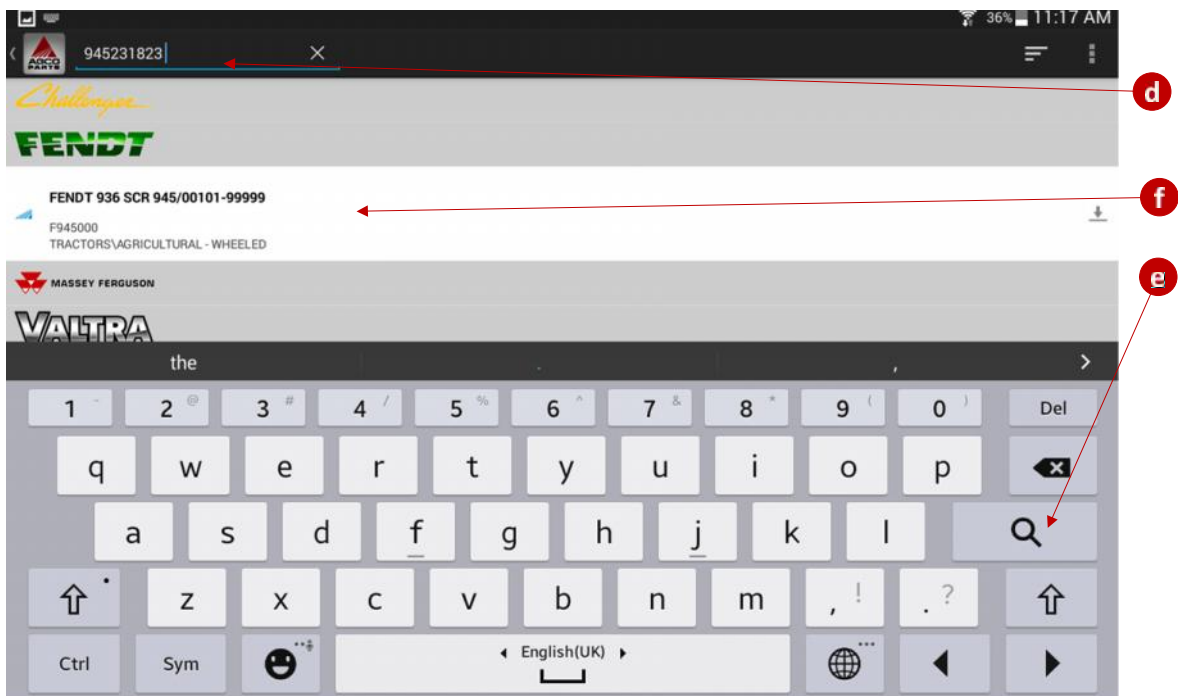 36% 11:17 AM
AGCO
PARTS
945231823
d
Challenger
FENDT
FENDT 936 SCR 945/00101-99999
f
F945000
TRACTORS\AGRICULTURAL - WHEELED
e
MASSEY FERGUSON
VALTRA
the . ,
1 - 2 @ 3 # 4 / 5 % 6 ^ 7 & 8 * 9 ( 0 ) Del
q w e r t y u i o p
a s d f g h j k l
z x c v b n m , ! . ?
Ctrl Sym English(UK)